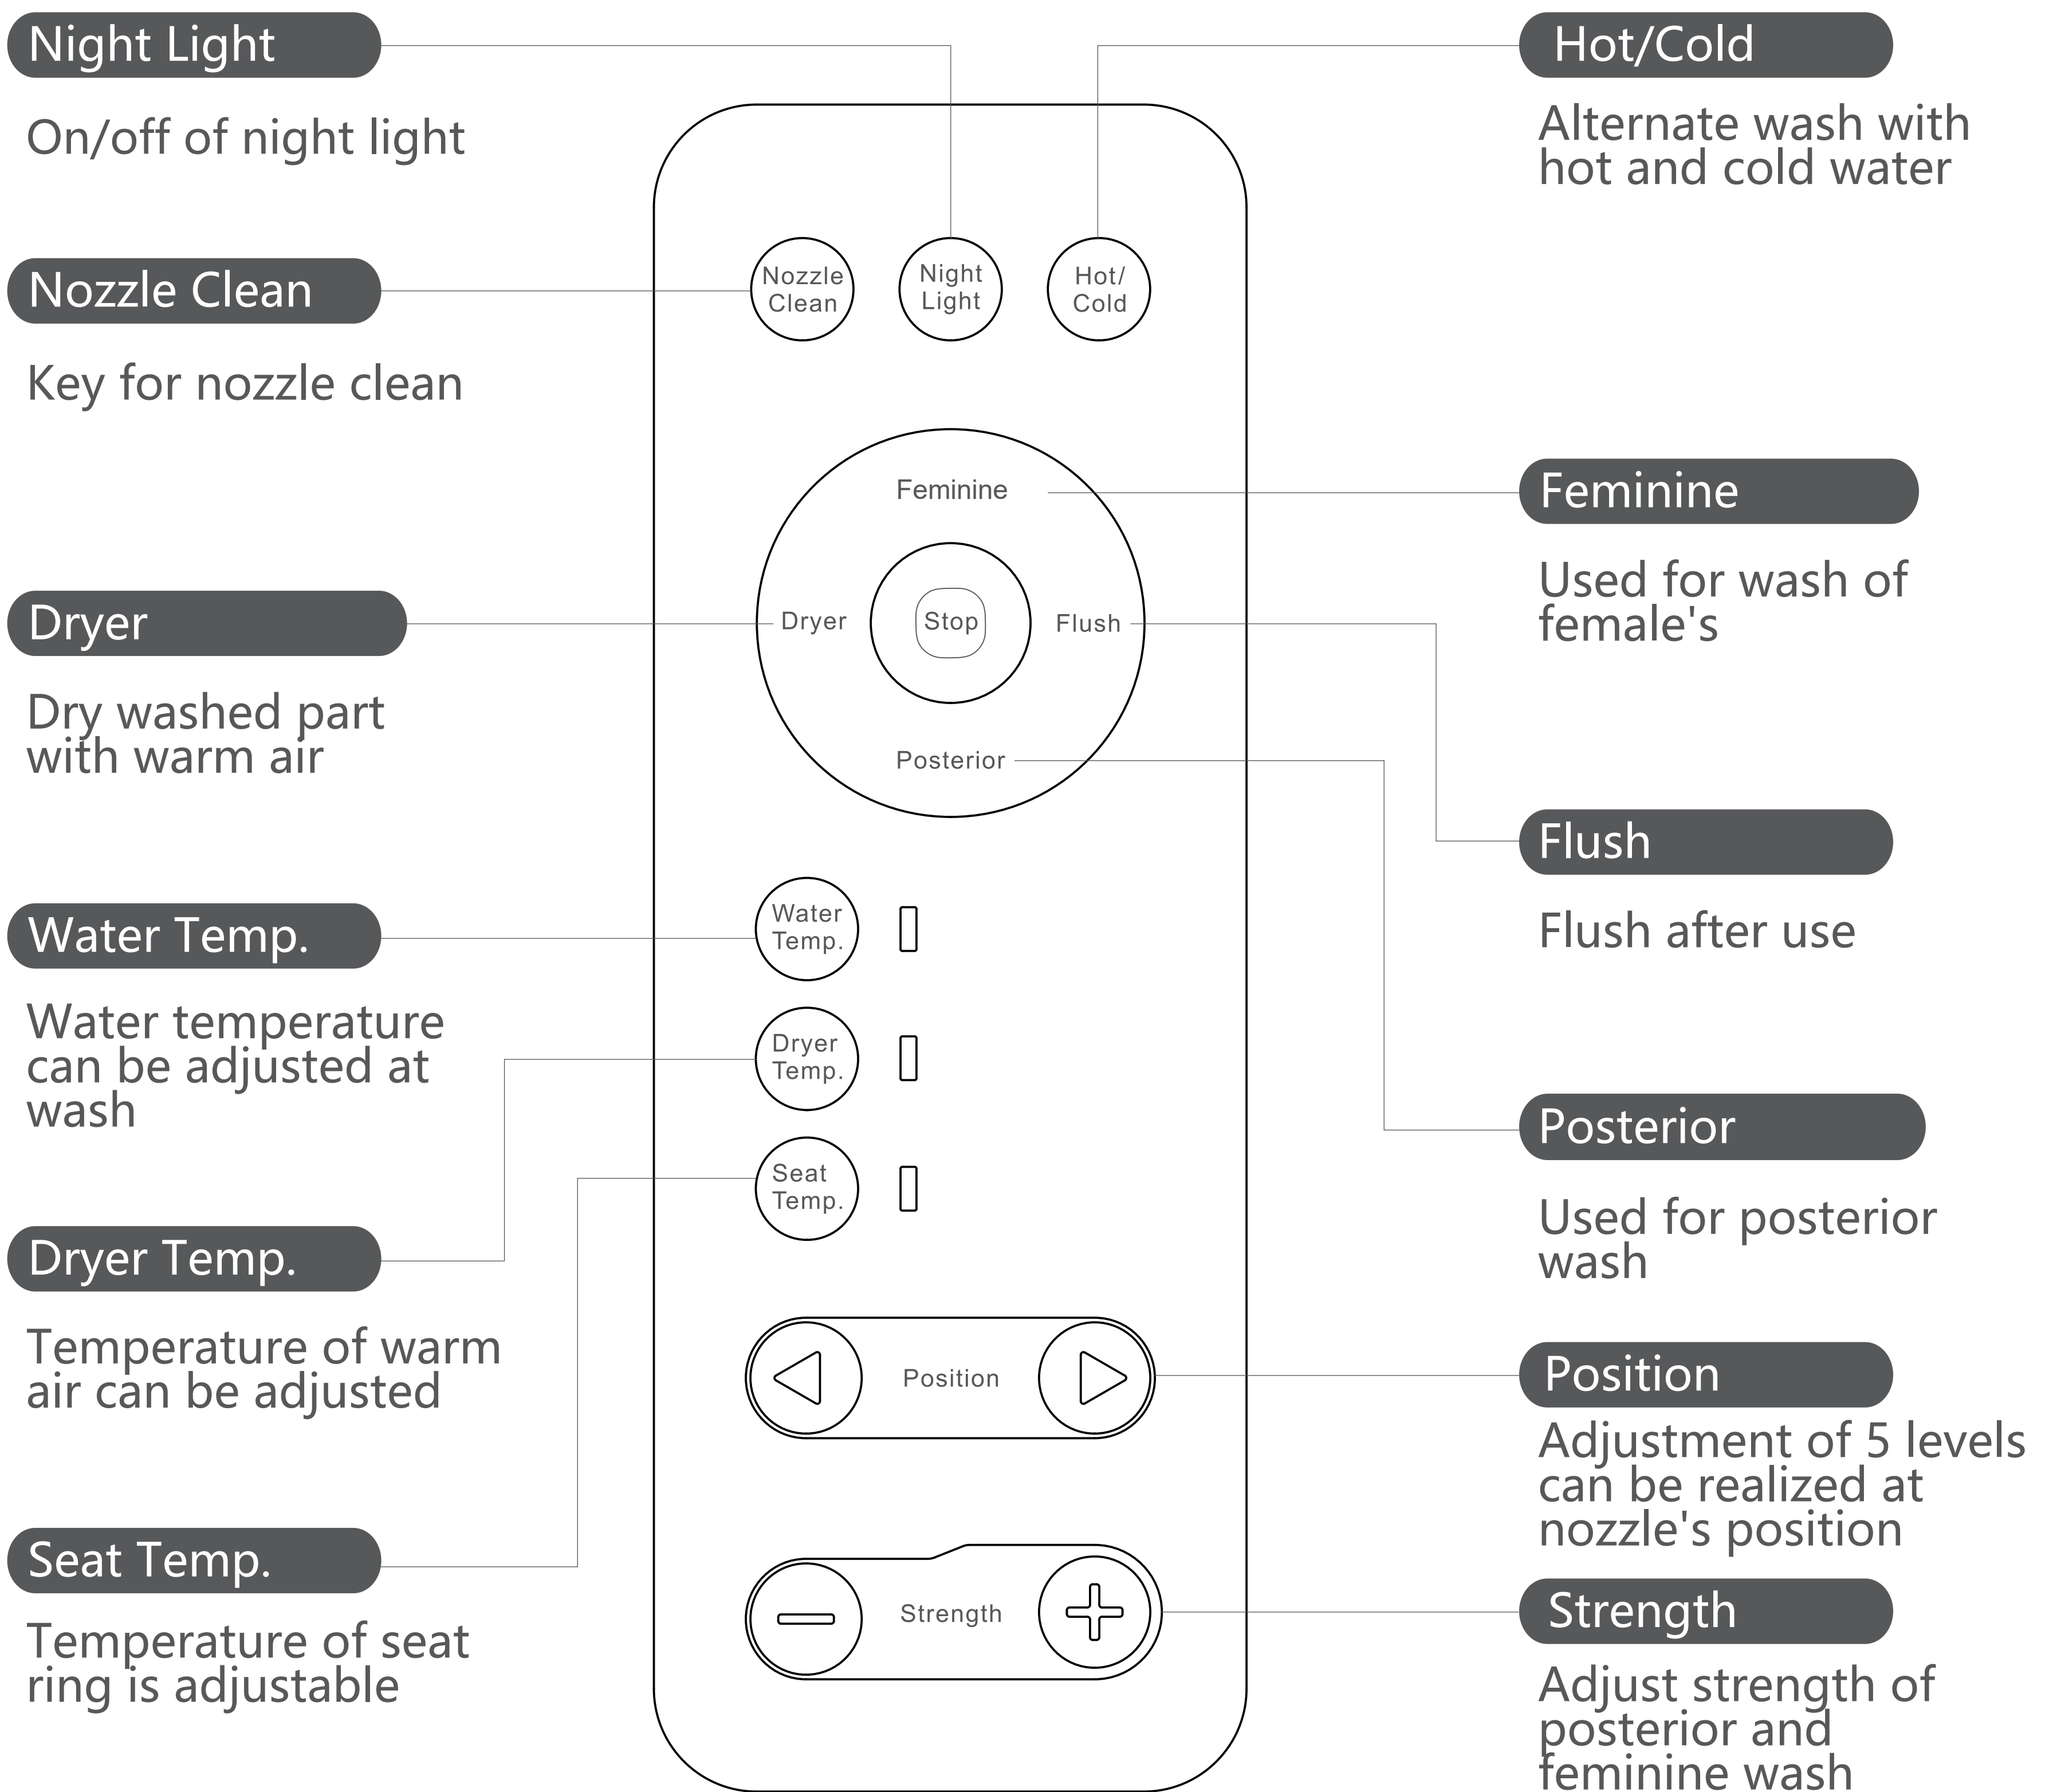 Night Light
On/off of night light
Nozzle Clean
Key for nozzle clean
Dryer
Dry washed part
with warm air
Water Temp.
Water temperature
can be adjusted at
wash
Dryer Temp.
Temperature of warm
air can be adjusted
Seat Temp.
Temperature of seat
ring is adjustable
Nozzle
Clean
Night
Light
Hot/
Cold
Feminine
Dryer
Stop
Flush
Posterior
Water
Temp.
Dryer
Temp.
Seat
Temp.
Position
Strength
Hot/Cold
Alternate wash with
hot and cold water
Feminine
Used for wash of
female's
Flush
Flush after use
Posterior
Used for posterior
wash
Position
Adjustment of 5 levels
can be realized at
nozzle's position
Strength
Adjust strength of
posterior and
feminine wash